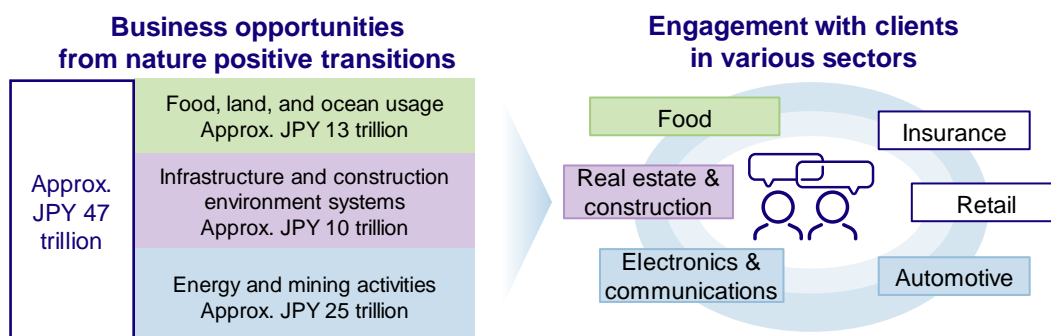 Business opportunities
from nature positive transitions
Approx.
JPY 47
trillion
Food, land, and ocean usage
Approx. JPY 13 trillion
Infrastructure and construction
environment systems
Approx. JPY 10 trillion
Energy and mining activities
Approx. JPY 25 trillion
Engagement with clients
in various sectors
Food
Insurance
Real estate &
construction
Retail
Electronics &
communications
Automotive